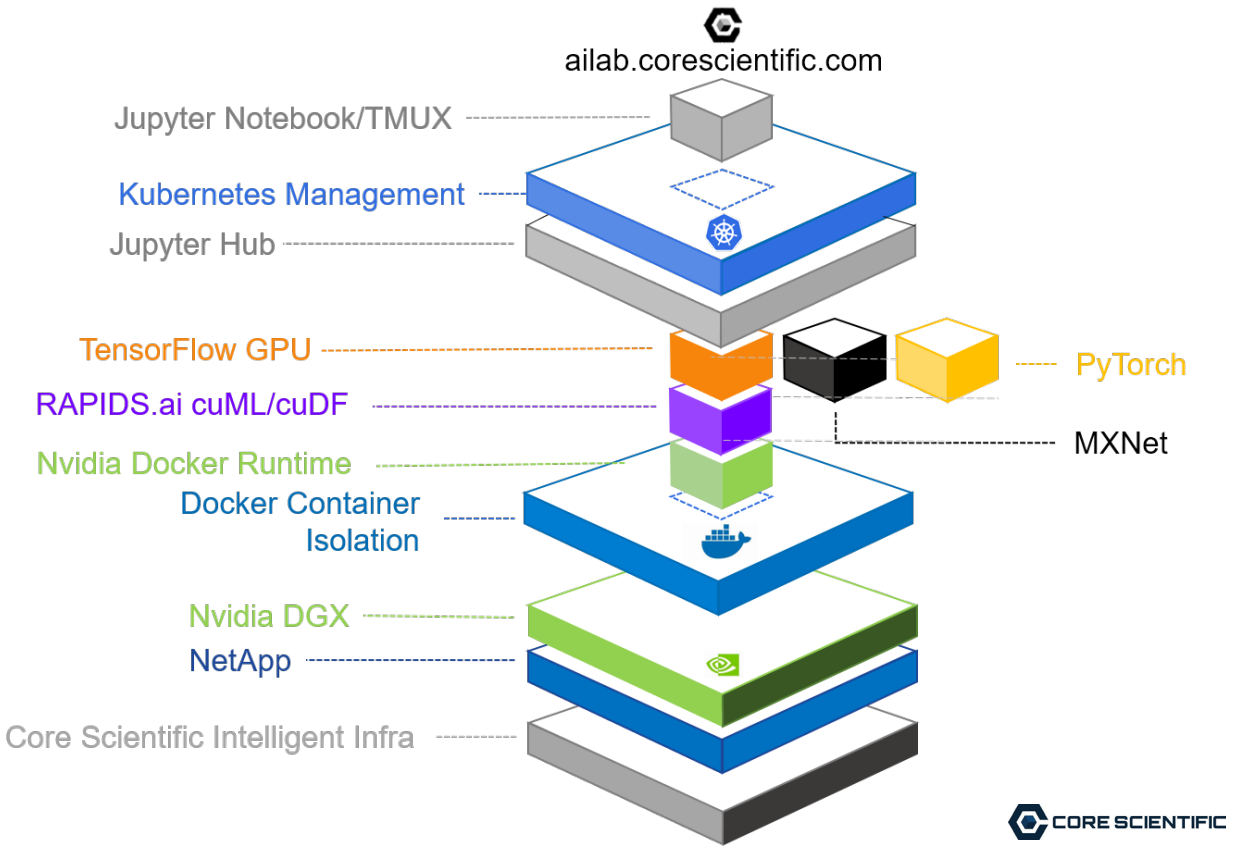 ailab.corescientific.com
Jupyter Notebook/TMUX
Kubernetes Management
Jupyter Hub
TensorFlow GPU
PyTorch
RAPIDS.ai cuML/cuDF
MXNet
Nvidia Docker Runtime
Docker Container
Isolation
Nvidia DGX
NetApp
Core Scientific Intelligent Infra
CORE SCIENTIFIC